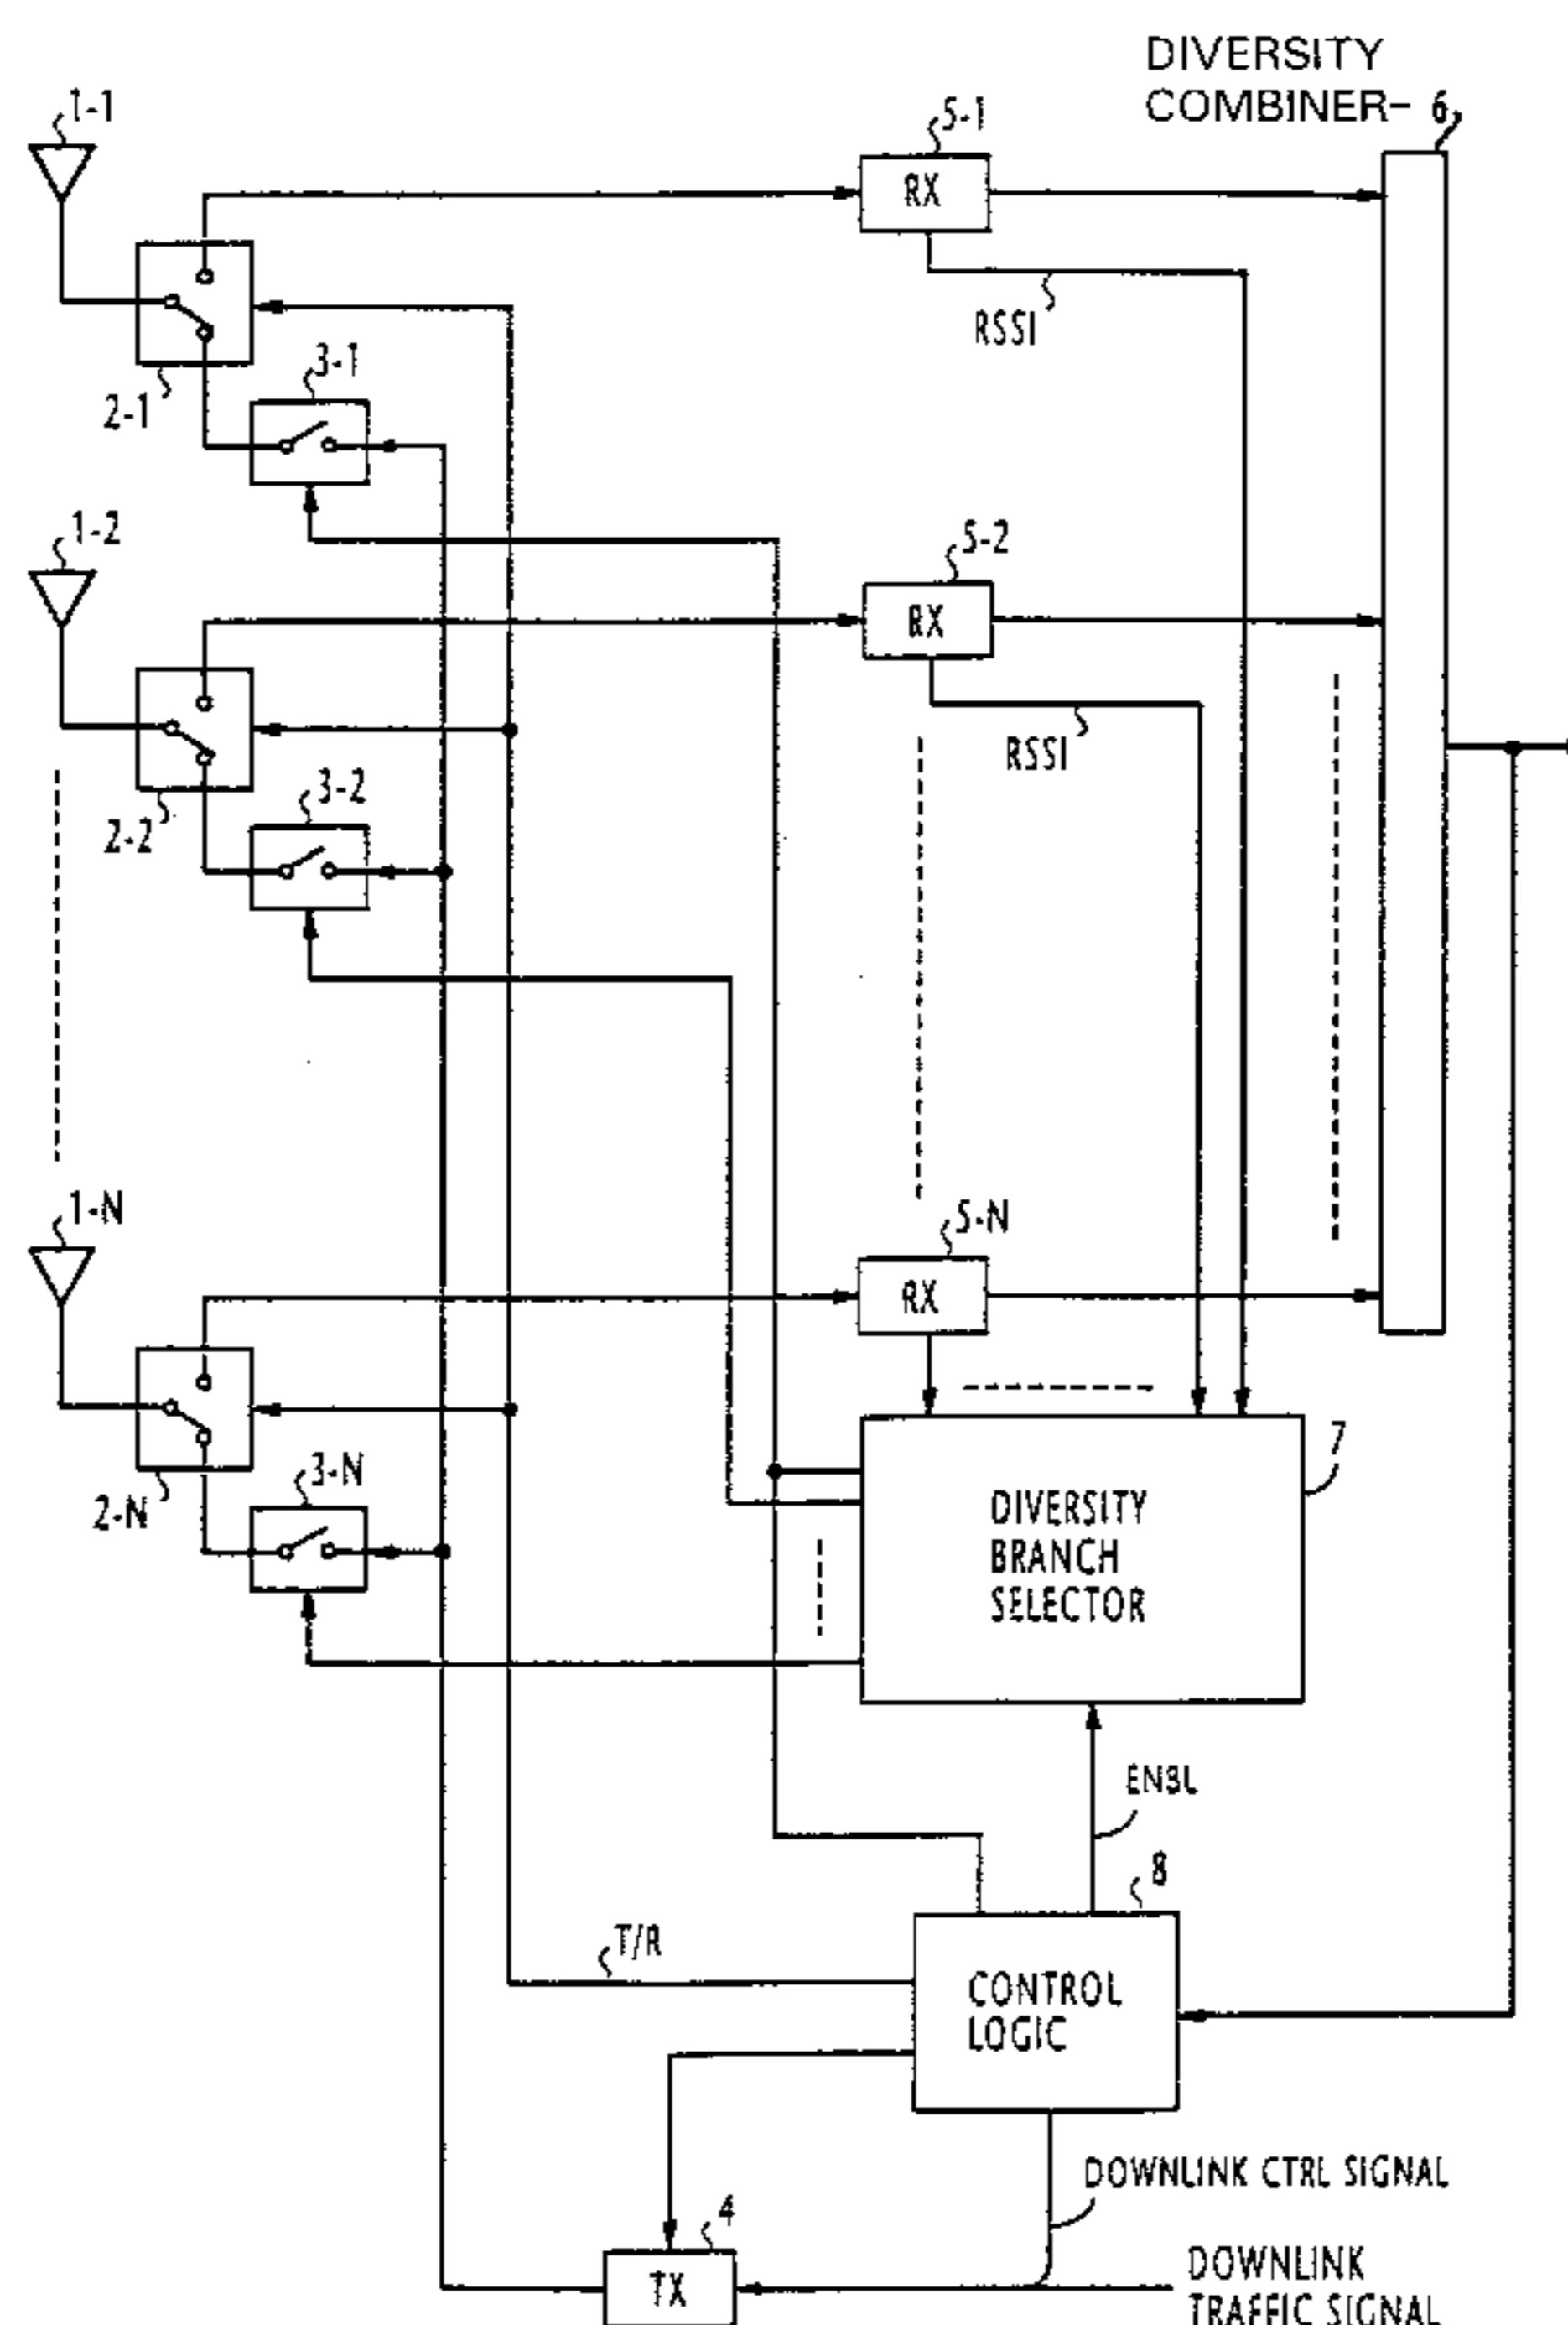 DIVERSITY
COMBINER- 6
1-1
5-1
RX
RSSI
2-1
3-1
1-2
5-2
RX
RSSI
2-2
3-2
1-N
5-N
RX
2-N
3-N
7
DIVERSITY
BRANCH
SELECTOR
ENBL
8
T/R
CONTROL
LOGIC
DOWNLINK CTRL SIGNAL
4
TX
DOWNLINK
TRAFFIC SIGNAL